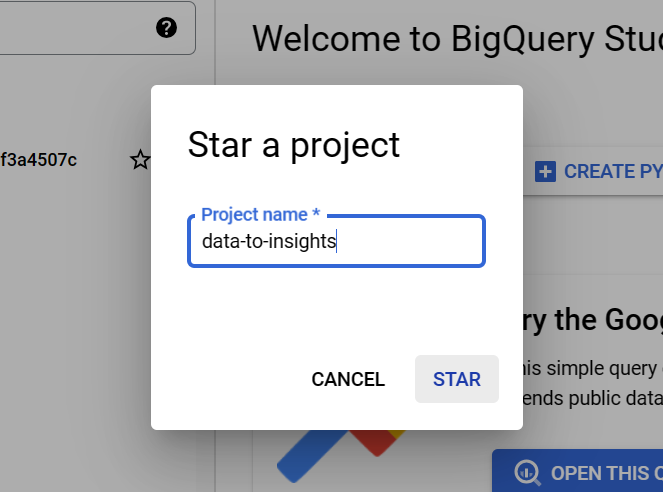 Welcome to BigQuery Stu
f3a4507c
Star a project
CREATE PY
Project name *
data-to-insights
ry the Goog
his simple query
ends public data
CANCEL
STAR
OPEN THIS